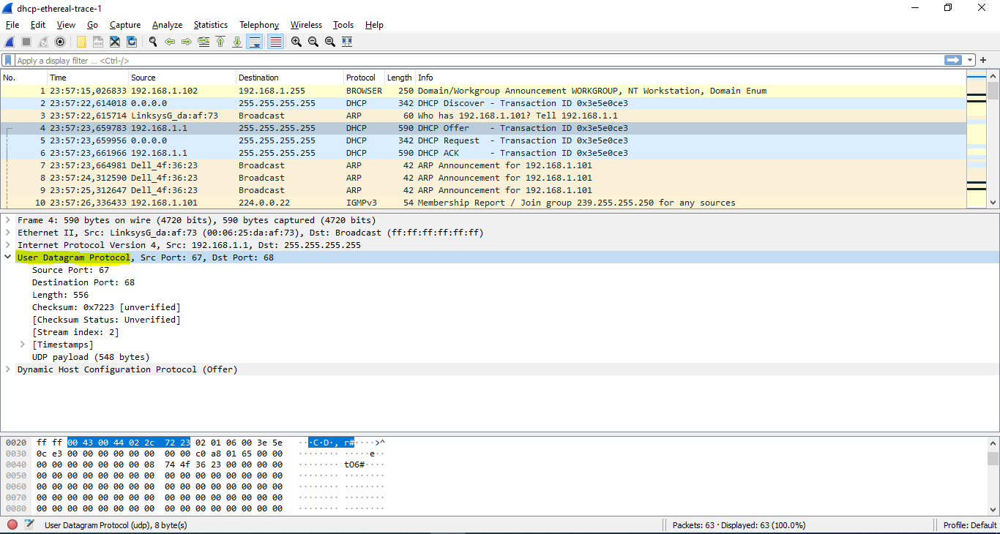 dhcp-ethereal-trace-1
File Edit View Go Capture Analyze Statistics Telephony Wireless Tools Help
Apply a display filter ... <Ctrl-/>
No. Time Source Destination Protocol Length Info
1 23:57:15,026833 192.168.1.102 192.168.1.255 BROWSER 250 Domain/Workgroup Announcement WORKGROUP, NT Workstation, Domain Enum
2 23:57:22,614018 0.0.0.0 255.255.255.255 DHCP 342 DHCP Discover - Transaction ID 0x3e5e0ce3
3 23:57:22,615714 LinksysG_da:af:73 Broadcast ARP 60 Who has 192.168.1.101? Tell 192.168.1.1
4 23:57:23,659783 192.168.1.1 255.255.255.255 DHCP 590 DHCP Offer - Transaction ID 0x3e5e0ce3
5 23:57:23,659956 0.0.0.0 255.255.255.255 DHCP 342 DHCP Request - Transaction ID 0x3e5e0ce3
6 23:57:23,661966 192.168.1.1 255.255.255.255 DHCP 590 DHCP ACK - Transaction ID 0x3e5e0ce3
7 23:57:23,664981 Dell_4f:36:23 Broadcast ARP 42 ARP Announcement for 192.168.1.101
8 23:57:24,312590 Dell_4f:36:23 Broadcast ARP 42 ARP Announcement for 192.168.1.101
9 23:57:25,312647 Dell_4f:36:23 Broadcast ARP 42 ARP Announcement for 192.168.1.101
10 23:57:26,336433 192.168.1.101 224.0.0.22 IGMPv3 54 Membership Report / Join group 239.255.255.250 for any sources
Frame 4: 590 bytes on wire (4720 bits), 590 bytes captured (4720 bits)
Ethernet II, Src: LinksysG_da:af:73 (00:06:25:da:af:73), Dst: Broadcast (ff:ff:ff:ff:ff:ff)
Internet Protocol Version 4, Src: 192.168.1.1, Dst: 255.255.255.255
User Datagram Protocol, Src Port: 67, Dst Port: 68
Source Port: 67
Destination Port: 68
Length: 556
Checksum: 0x7223 [unverified]
[Checksum Status: Unverified]
[Stream index: 2]
[Timestamps]
UDP payload (548 bytes)
Dynamic Host Configuration Protocol (Offer)
0020 ff ff 00 43 00 44 02 2c 72 23 02 01 06 00 3e 5e ···C·D·, r#····>^
0030 0c e3 00 00 00 00 00 00 00 00 c0 a8 01 65 00 00 ········ ·····e··
0040 00 00 00 00 00 00 00 08 74 4f 36 23 00 00 00 00 ········ tO6#····
0050 00 00 00 00 00 00 00 00 00 00 00 00 00 00 00 00 ········ ········
0060 00 00 00 00 00 00 00 00 00 00 00 00 00 00 00 00 ········ ········
0070 00 00 00 00 00 00 00 00 00 00 00 00 00 00 00 00 ········ ········
0080 00 00 00 00 00 00 00 00 00 00 00 00 00 00 00 00 ········ ········
User Datagram Protocol (udp), 8 byte(s) Packets: 63 · Displayed: 63 (100.0%) Profile: Default